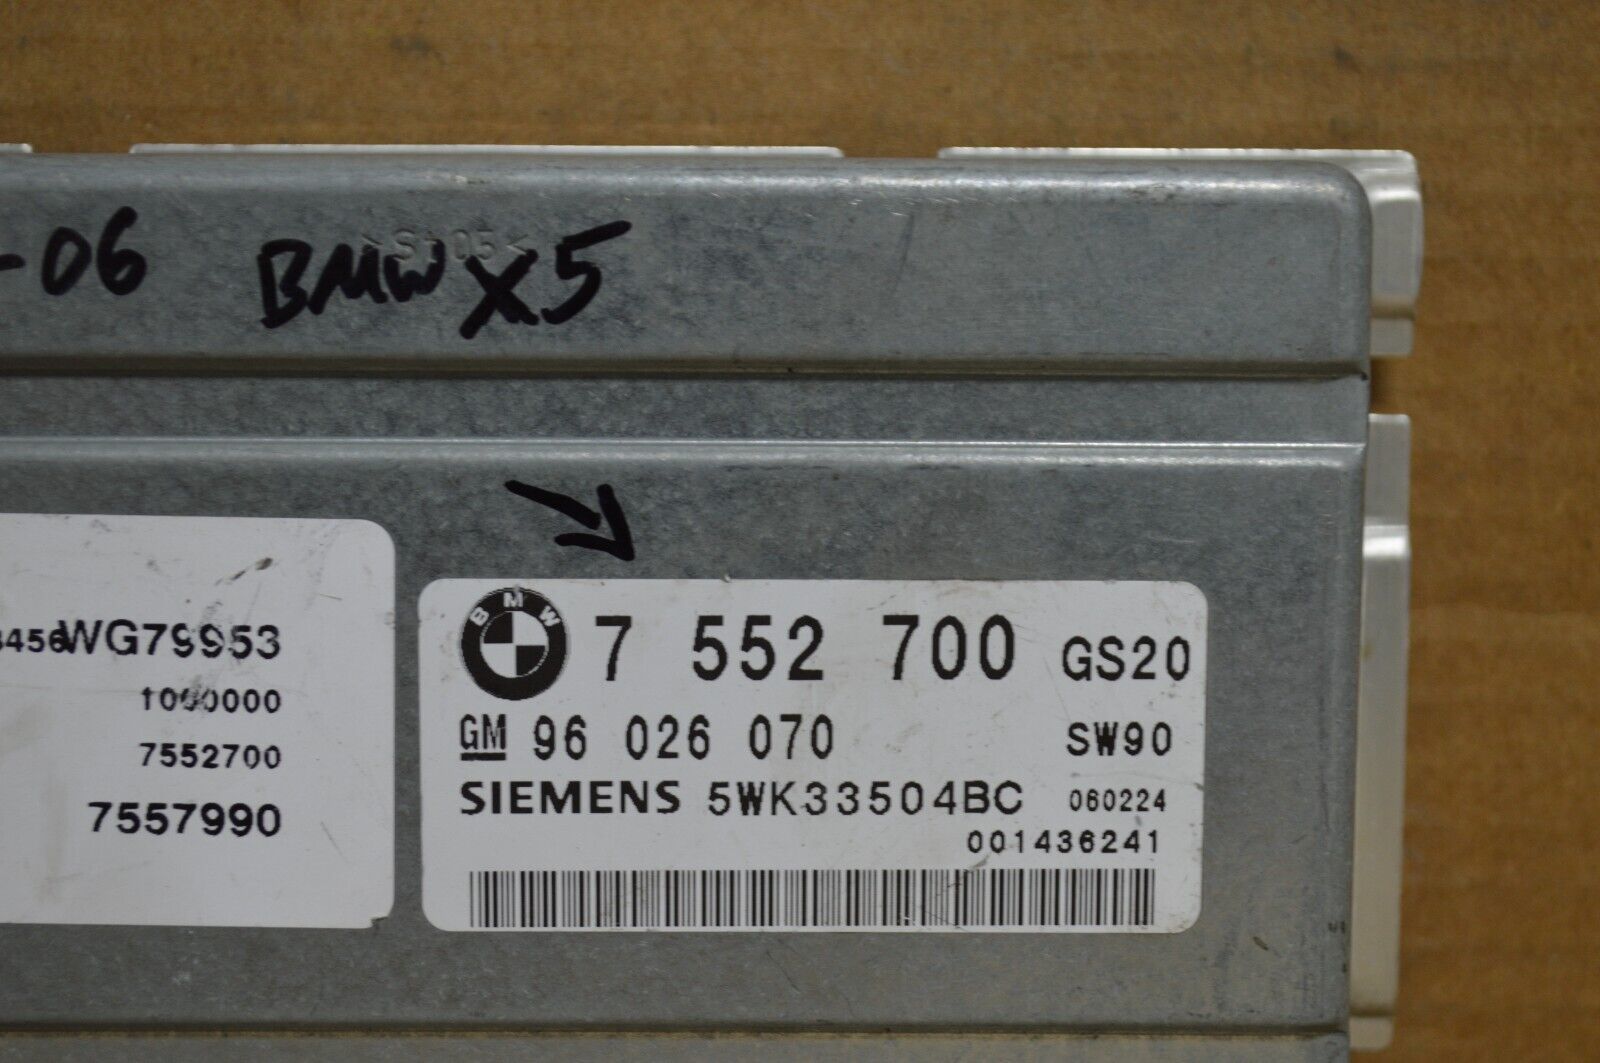 -06 BMW X5
3456WG79953
1000000
7552700
7557990
BMW 7 552 700 GS20
GM 96 026 070 SW90
SIEMENS 5WK33504BC 060224
001436241